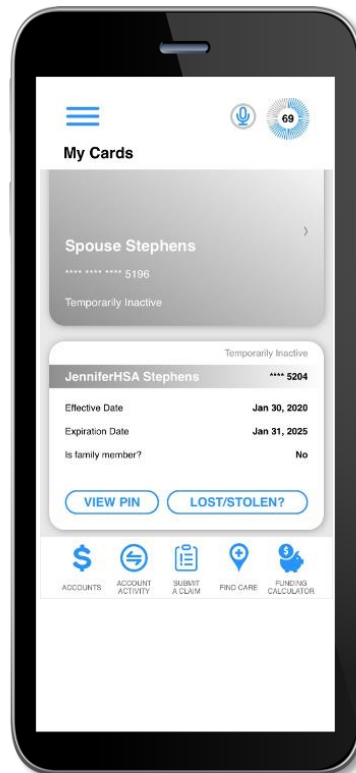 69
My Cards
Spouse Stephens
**** **** **** 5196
Temporarily Inactive
Temporarily Inactive
JenniferHSA Stephens **** 5204
Effective Date Jan 30, 2020
Expiration Date Jan 31, 2025
Is family member? No
VIEW PIN LOST/STOLEN?
$ $
ACCOUNTS ACCOUNT ACTIVITY SUBMIT A CLAIM FIND CARE FUNDING CALCULATOR